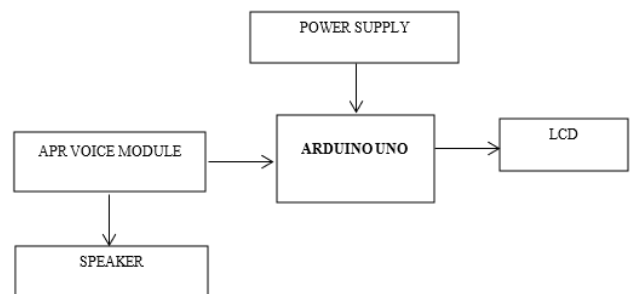 POWER SUPPLY
APR VOICE MODULE
ARDUINO UNO
LCD
SPEAKER